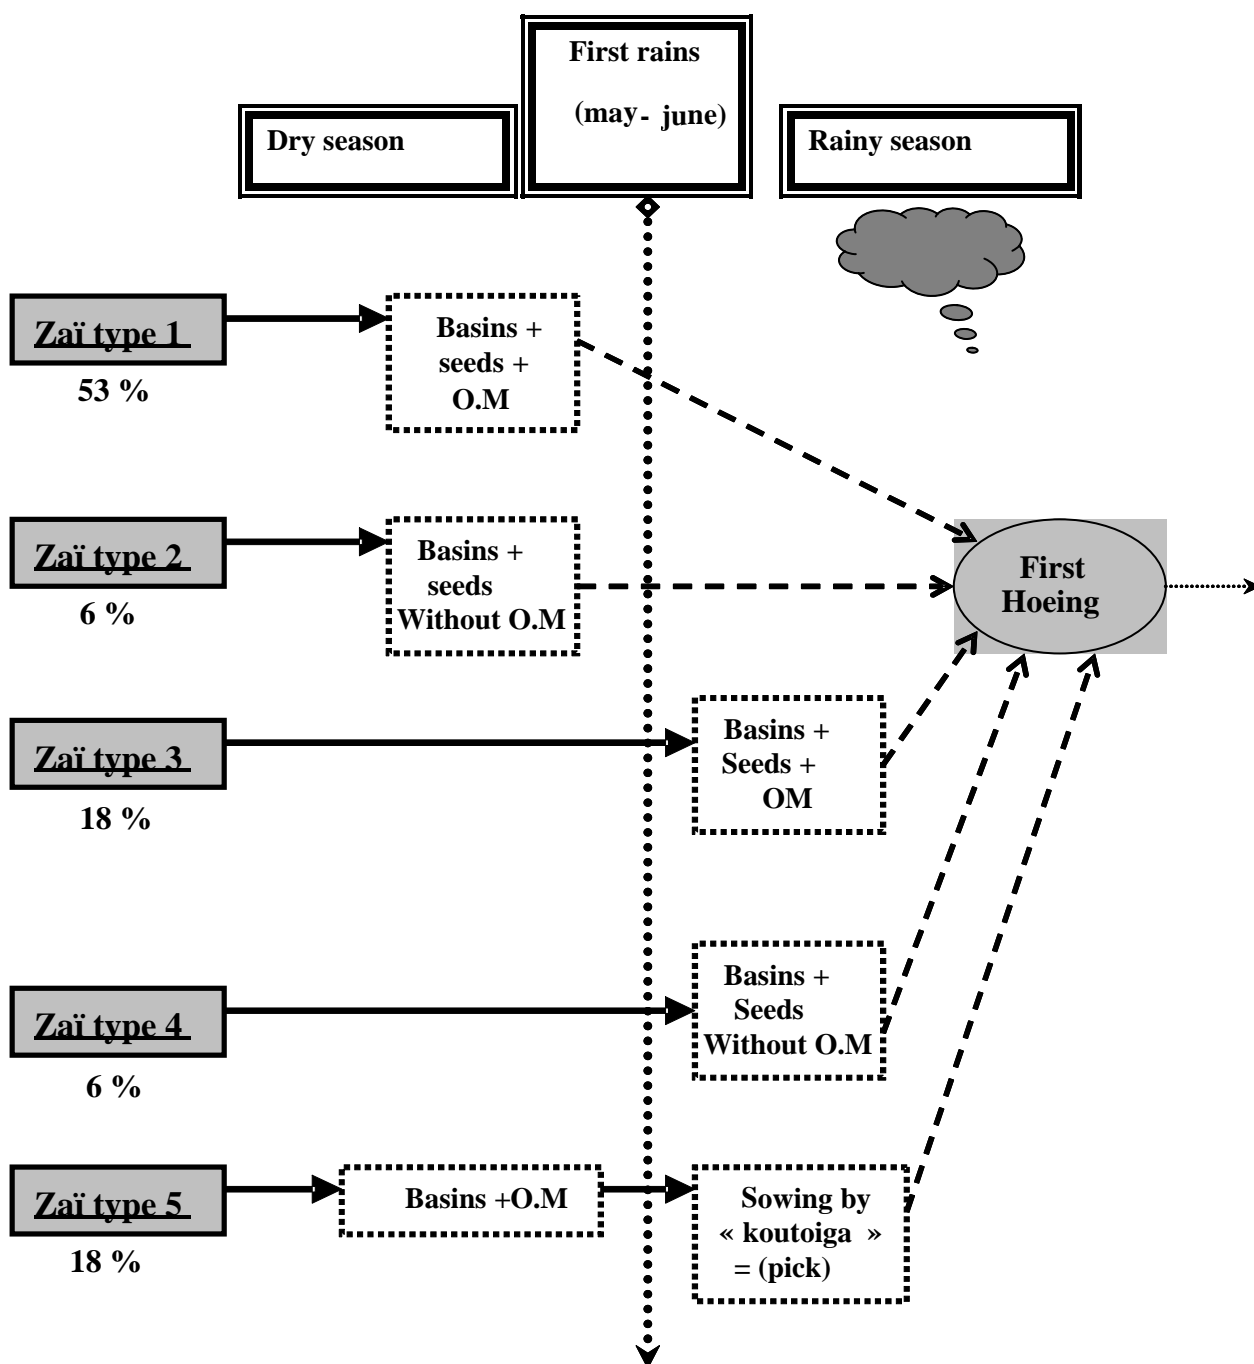 First rains
(may- june)
Dry season
Rainy season
Zaï type 1
53 %
Basins +
seeds +
O.M
Zaï type 2
6 %
Basins +
seeds
Without O.M
First
Hoeing
Zaï type 3
18 %
Basins +
Seeds +
OM
Zaï type 4
6 %
Basins +
Seeds
Without O.M
Zaï type 5
18 %
Basins +O.M
Sowing by
« koutoiga »
= (pick)